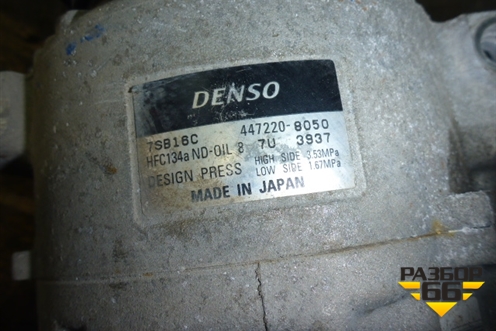 DENSO
7SB16C 447220-8050
HFC134a ND-OIL 8 7U 3937
DESIGN PRESS HIGH SIDE 3.53MPa
LOW SIDE 1.67MPa
MADE IN JAPAN
РАЗБОР
66